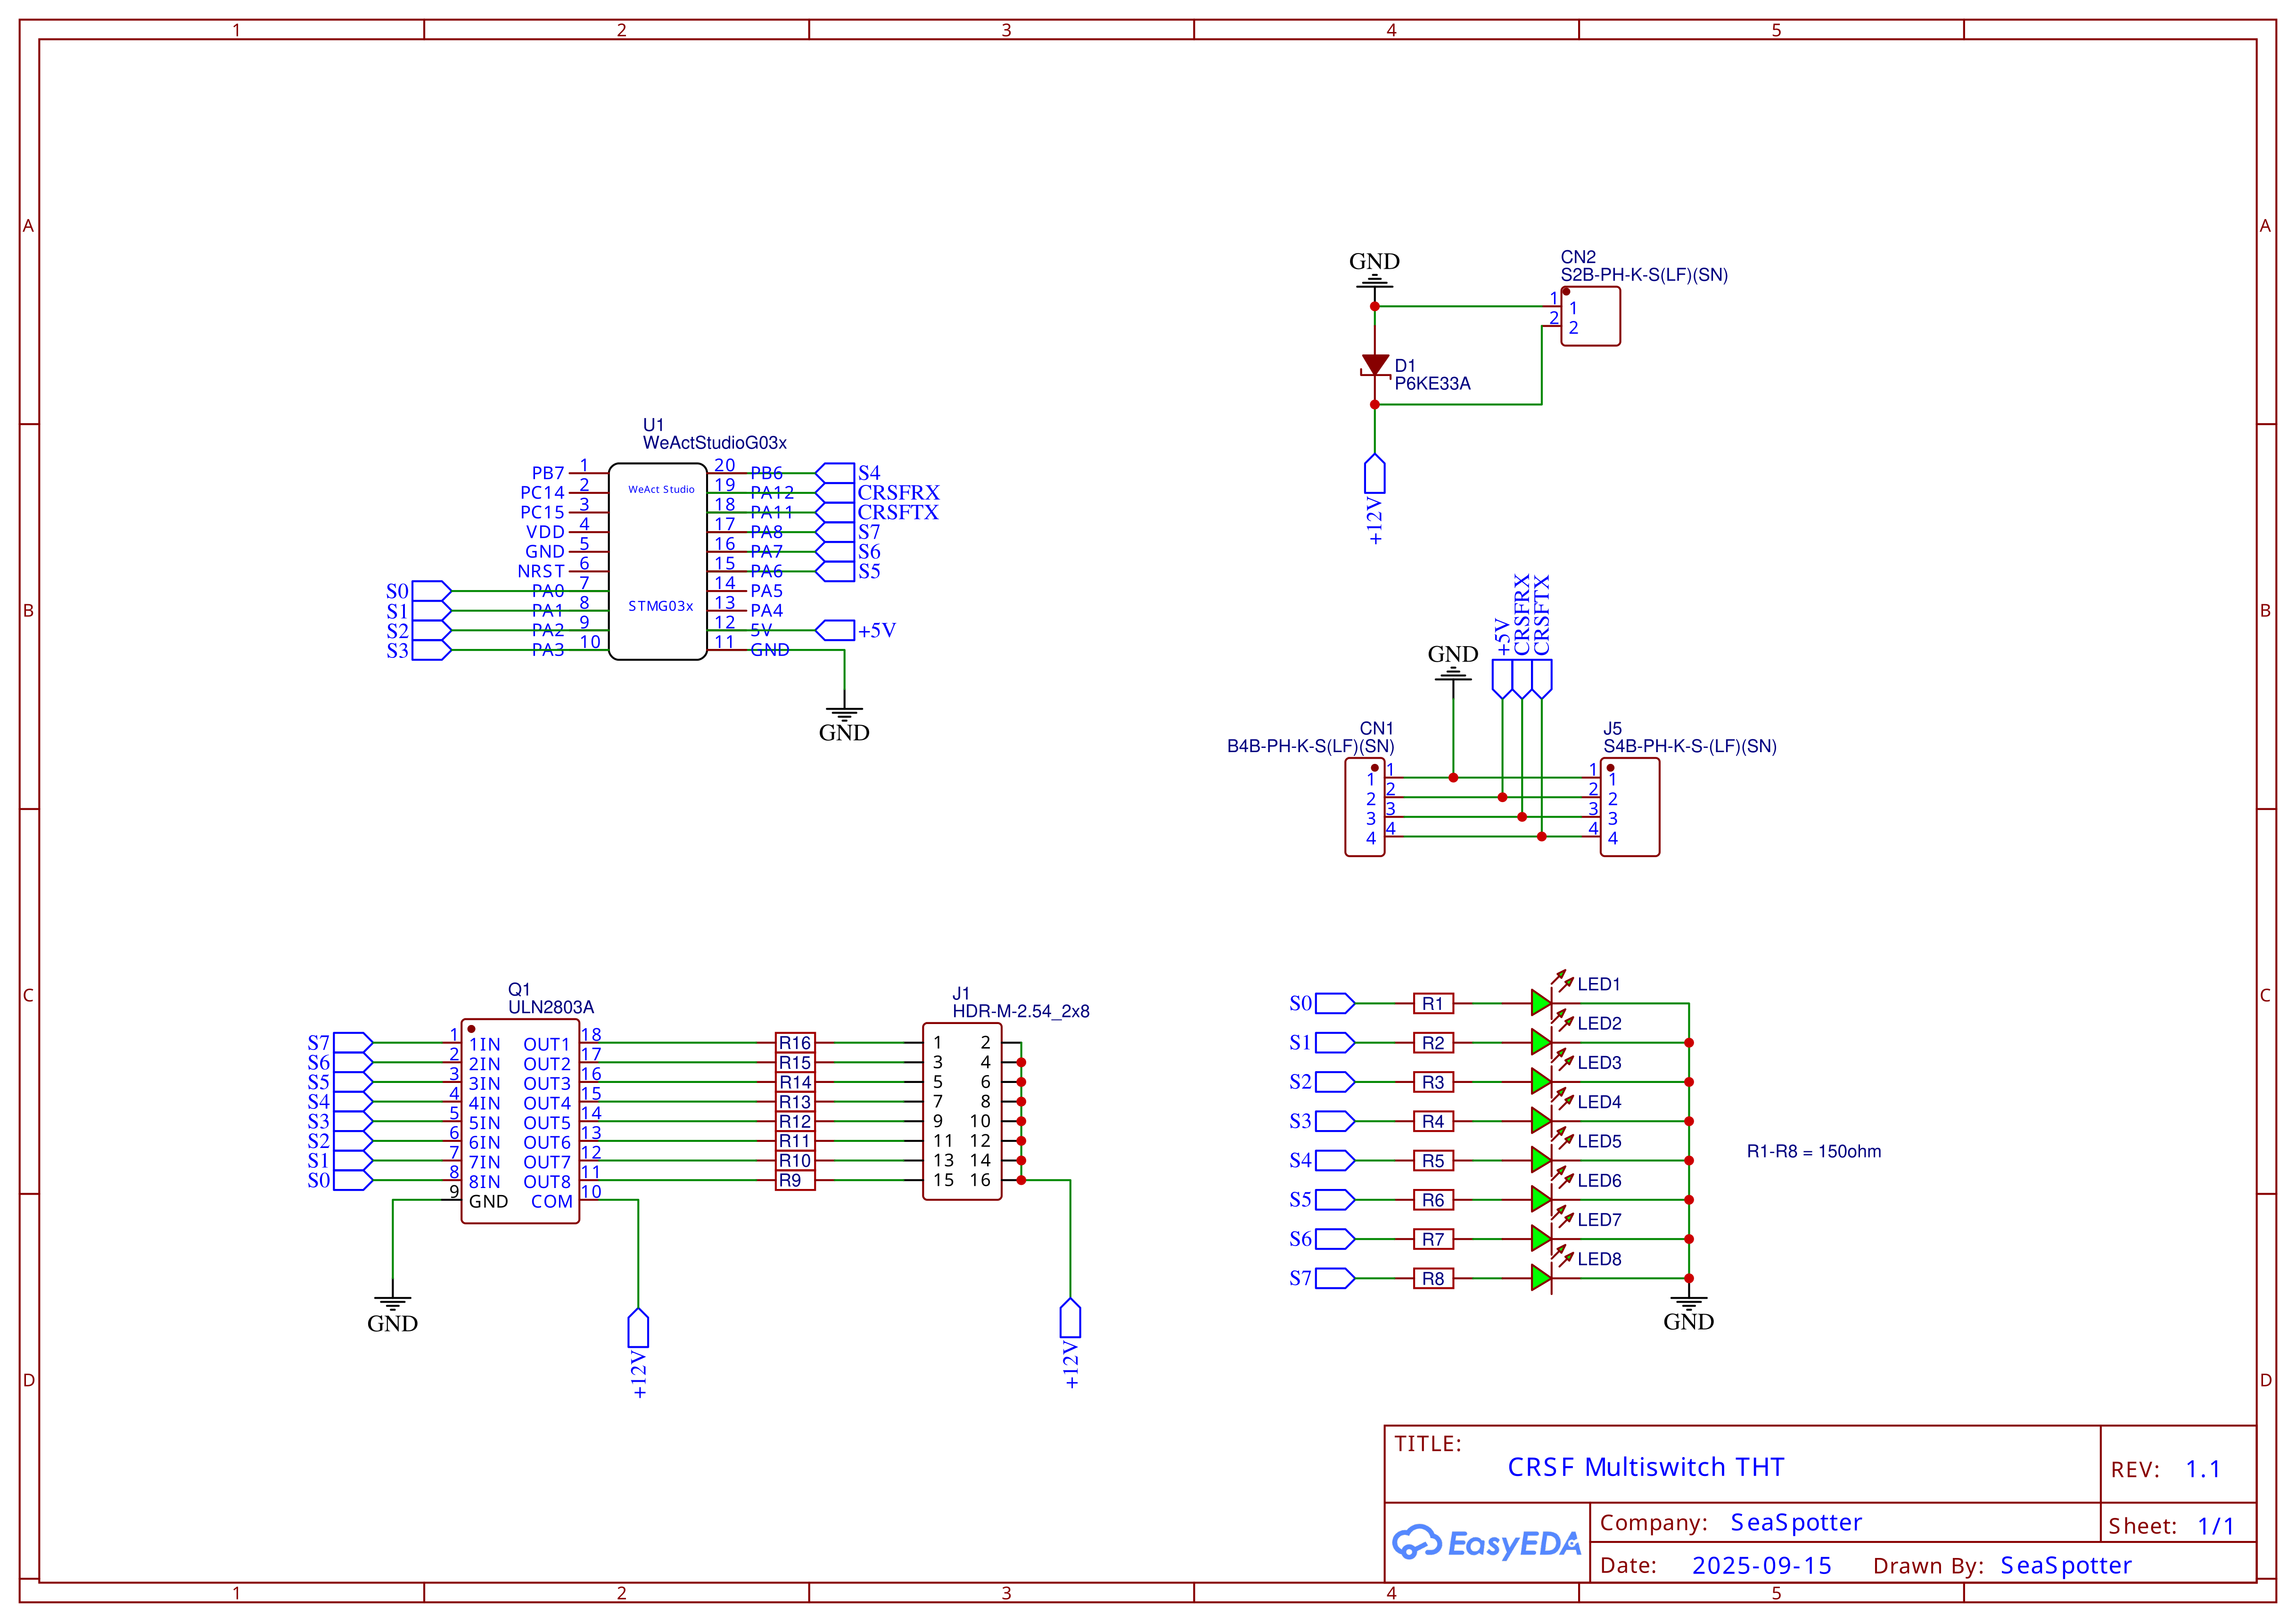 1 2 3 4 5
A A
GND
CN2
S2B-PH-K-S(LF)(SN)
1 1
2 2
D1
P6KE33A
+12V
U1
WeActStudioG03x
WeAct Studio
STMG03x
PB7 1 20 PB6 S4
PC14 2 19 PA12 CRSFRX
PC15 3 18 PA11 CRSFTX
VDD 4 17 PA8 S7
GND 5 16 PA7 S6
NRST 6 15 PA6 S5
S0 PA0 7 14 PA5
S1 PA1 8 13 PA4
S2 PA2 9 12 5V +5V
S3 PA3 10 11 GND
GND
B B
+5V
CRSFRX
CRSFTX
GND
CN1
B4B-PH-K-S(LF)(SN)
J5
S4B-PH-K-S-(LF)(SN)
1 1 1 1
2 2 2 2
3 3 3 3
4 4 4 4
C C
Q1
ULN2803A
J1
HDR-M-2.54_2x8
S7 1 1IN OUT1 18 R16 1 2
S6 2 2IN OUT2 17 R15 3 4
S5 3 3IN OUT3 16 R14 5 6
S4 4 4IN OUT4 15 R13 7 8
S3 5 5IN OUT5 14 R12 9 10
S2 6 6IN OUT6 13 R11 11 12
S1 7 7IN OUT7 12 R10 13 14
S0 8 8IN OUT8 11 R9 15 16
9 GND COM 10
GND
+12V
+12V
S0 R1 LED1
S1 R2 LED2
S2 R3 LED3
S3 R4 LED4
S4 R5 LED5
S5 R6 LED6
S6 R7 LED7
S7 R8 LED8
R1-R8 = 150ohm
GND
D D
TITLE:
CRSF Multiswitch THT
REV: 1.1
EasyEDA
Company: SeaSpotter
Sheet: 1/1
Date: 2025-09-15 Drawn By: SeaSpotter
1 2 3 4 5